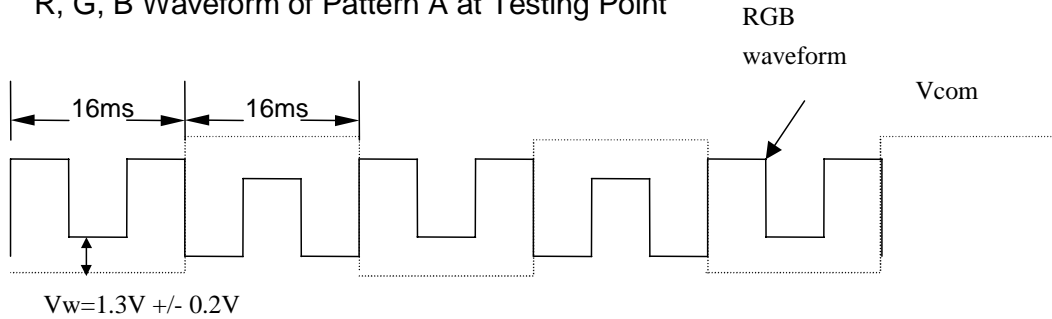 R, G, B Waveform of Pattern A at Testing Point
RGB
waveform
Vcom
16ms
16ms
Vw=1.3V +/- 0.2V